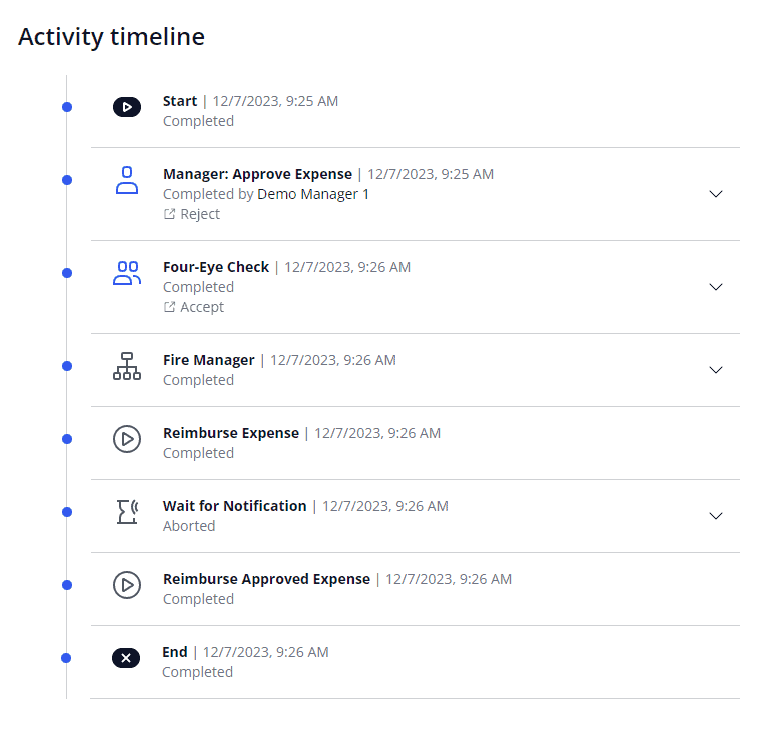 Activity timeline
Start | 12/7/2023, 9:25 AM
Completed
Manager: Approve Expense | 12/7/2023, 9:25 AM
Completed by Demo Manager 1
Reject
Four-Eye Check | 12/7/2023, 9:26 AM
Completed
Accept
Fire Manager | 12/7/2023, 9:26 AM
Completed
Reimburse Expense | 12/7/2023, 9:26 AM
Completed
Wait for Notification | 12/7/2023, 9:26 AM
Aborted
Reimburse Approved Expense | 12/7/2023, 9:26 AM
Completed
End | 12/7/2023, 9:26 AM
Completed